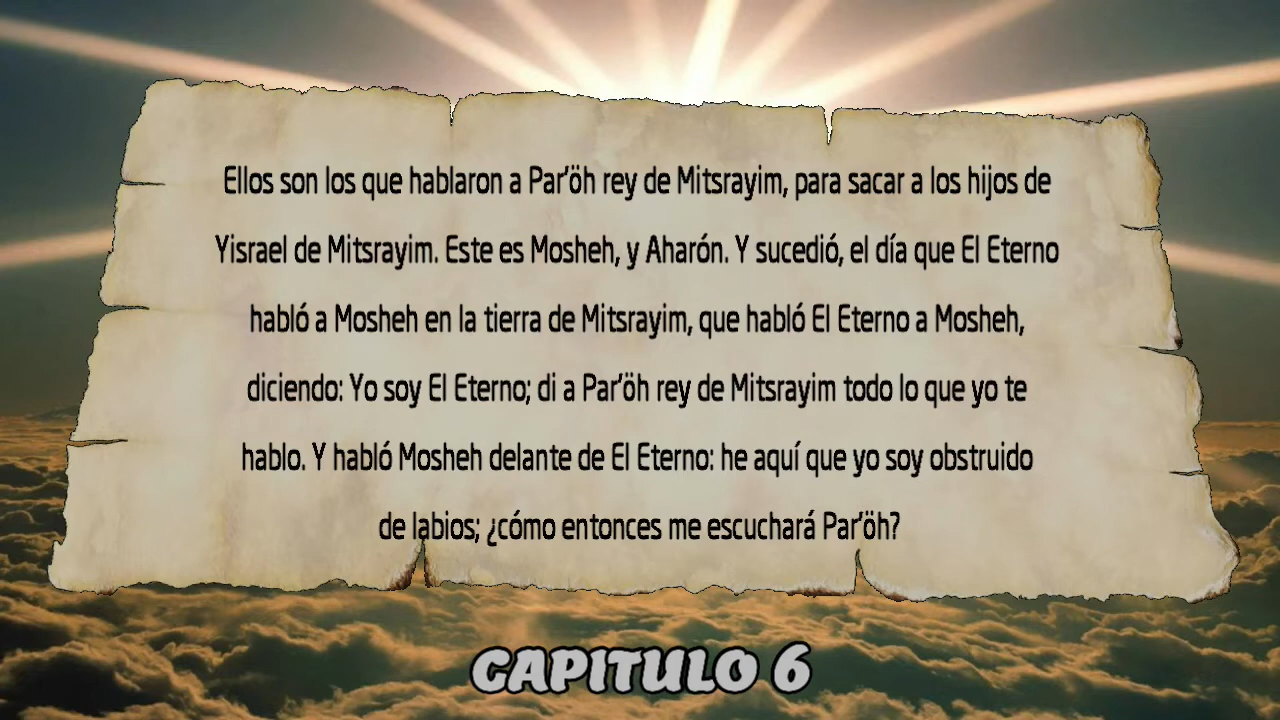 Ellos son los que hablaron a Par'öh rey de Mitsrayim, para sacar a los hijos de
Yisrael de Mitsrayim. Este es Mosheh, y Aharón. Y sucedió, el día que El Eterno
habló a Mosheh en la tierra de Mitsrayim, que habló El Eterno a Mosheh,
diciendo: Yo soy El Eterno; di a Par'öh rey de Mitsrayim todo lo que yo te
hablo. Y habló Mosheh delante de El Eterno: he aquí que yo soy obstruido
de labios; ¿cómo entonces me escuchará Par'öh?
CAPITULO 6